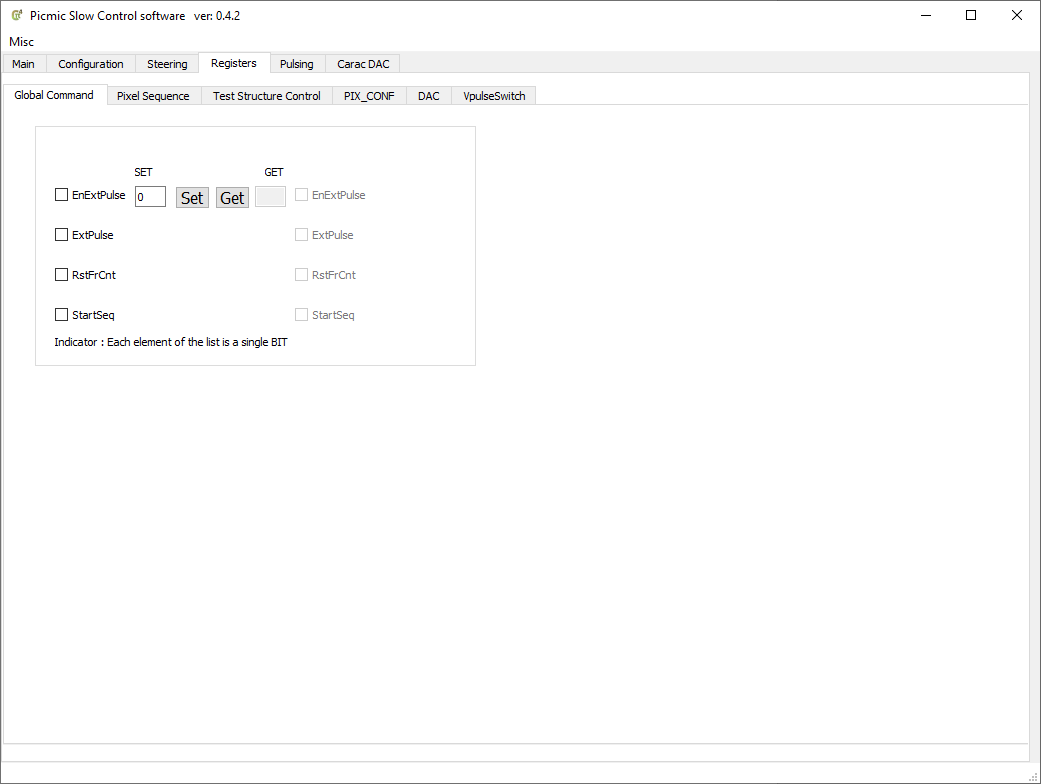 Picmic Slow Control software ver: 0.4.2
Misc
Main Configuration Steering Registers Pulsing Carac DAC
Global Command Pixel Sequence Test Structure Control PIX_CONF DAC VpulseSwitch
SET GET
EnExtPulse 0 Set Get EnExtPulse
ExtPulse ExtPulse
RstFrCnt RstFrCnt
StartSeq StartSeq
Indicator : Each element of the list is a single BIT